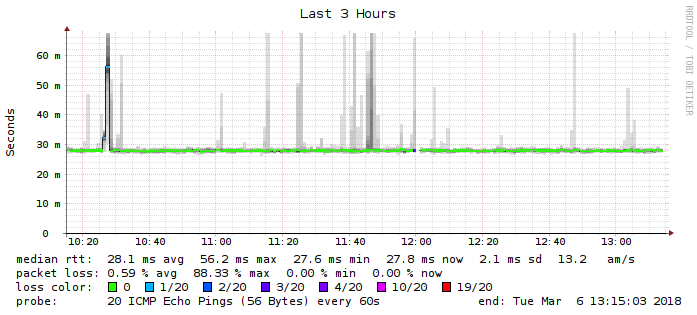 Last 3 Hours
RRDTOOL / TOBI OETIKER
Seconds
60 m
50 m
40 m
30 m
20 m
10 m
0
10:20 10:40 11:00 11:20 11:40 12:00 12:20 12:40 13:00
median rtt: 28.1 ms avg 56.2 ms max 27.6 ms min 27.8 ms now 2.1 ms sd 13.2 am/s
packet loss: 0.59 % avg 88.33 % max 0.00 % min 0.00 % now
loss color: 0 1/20 2/20 3/20 4/20 10/20 19/20
probe: 20 ICMP Echo Pings (56 Bytes) every 60s end: Tue Mar 6 13:15:03 2018